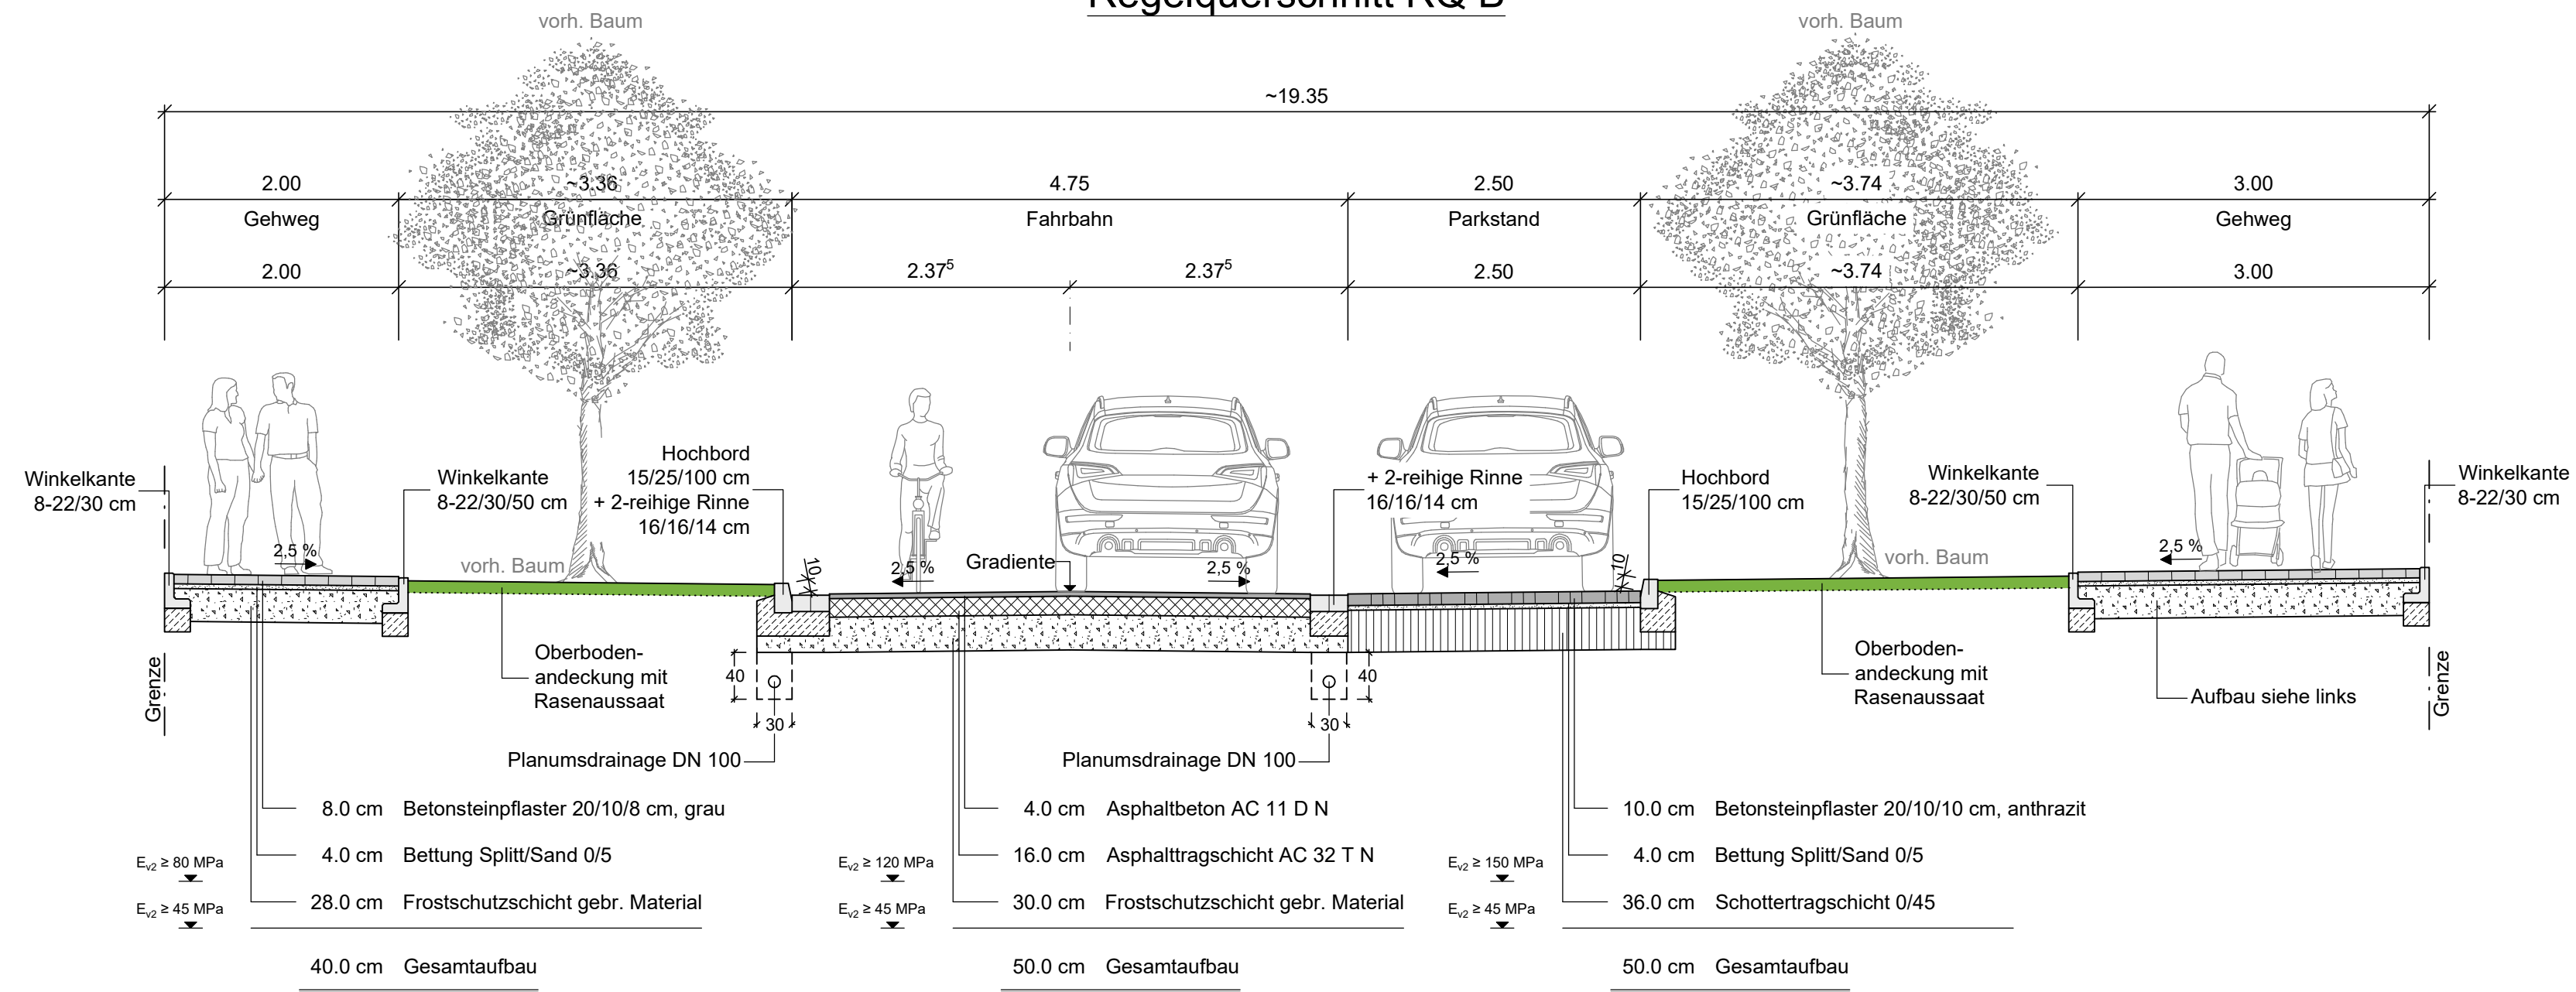 Regelquerschnitt RQ B
vorh. Baum
vorh. Baum
~19.35
2.00
~3.36
4.75
2.50
~3.74
3.00
Gehweg
Grünfläche
Fahrbahn
Parkstand
Grünfläche
Gehweg
2.00
~3.36
2.37⁵
2.37⁵
2.50
~3.74
3.00
Winkelkante
8-22/30 cm
Winkelkante
8-22/30/50 cm
Hochbord
15/25/100 cm
+ 2-reihige Rinne
16/16/14 cm
+ 2-reihige Rinne
16/16/14 cm
Hochbord
15/25/100 cm
Winkelkante
8-22/30/50 cm
Winkelkante
8-22/30 cm
2,5 %
vorh. Baum
10
2,5 %
Gradiente
2,5 %
2,5 %
10
vorh. Baum
2,5 %
Grenze
Oberboden-
andeckung mit
Rasenaussaat
40
30
Planumsdrainage DN 100
40
30
Planumsdrainage DN 100
Oberboden-
andeckung mit
Rasenaussaat
Aufbau siehe links
Grenze
8.0 cm Betonsteinpflaster 20/10/8 cm, grau
4.0 cm Bettung Splitt/Sand 0/5
Ev2 ≥ 80 MPa
28.0 cm Frostschutzschicht gebr. Material
Ev2 ≥ 45 MPa
40.0 cm Gesamtaufbau
4.0 cm Asphaltbeton AC 11 D N
16.0 cm Asphalttragschicht AC 32 T N
Ev2 ≥ 120 MPa
30.0 cm Frostschutzschicht gebr. Material
Ev2 ≥ 45 MPa
50.0 cm Gesamtaufbau
10.0 cm Betonsteinpflaster 20/10/10 cm, anthrazit
4.0 cm Bettung Splitt/Sand 0/5
Ev2 ≥ 150 MPa
36.0 cm Schottertragschicht 0/45
Ev2 ≥ 45 MPa
50.0 cm Gesamtaufbau